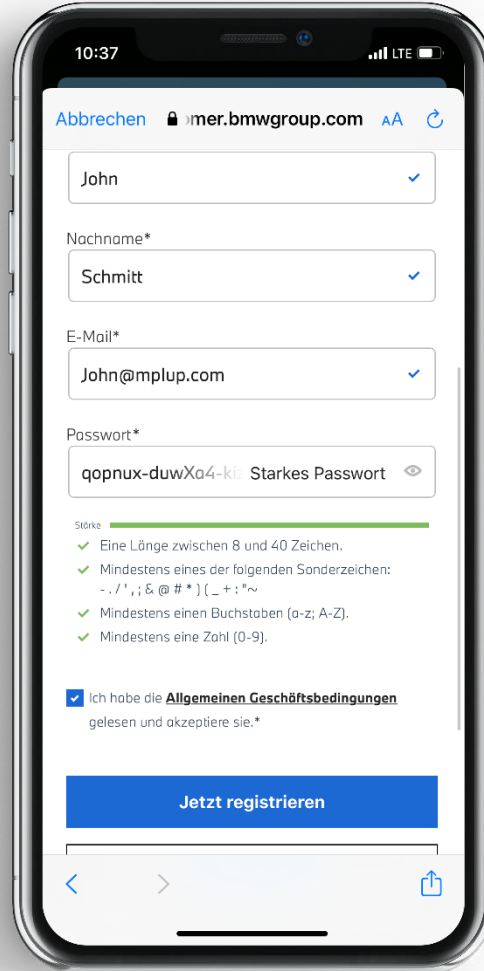 10:37
LTE
Abbrechen mer.bmwgroup.com AA
John
Nachname*
Schmitt
E-Mail*
John@mplup.com
Passwort*
qopnux-duwXa4-ki Starkes Passwort
Stärke
Eine Länge zwischen 8 und 40 Zeichen.
Mindestens eines der folgenden Sonderzeichen:
- . / ' , ; & @ # * ) ( _ + : " ~
Mindestens einen Buchstaben (a-z; A-Z).
Mindestens eine Zahl (0-9).
Ich habe die Allgemeinen Geschäftsbedingungen
gelesen und akzeptiere sie.*
Jetzt registrieren